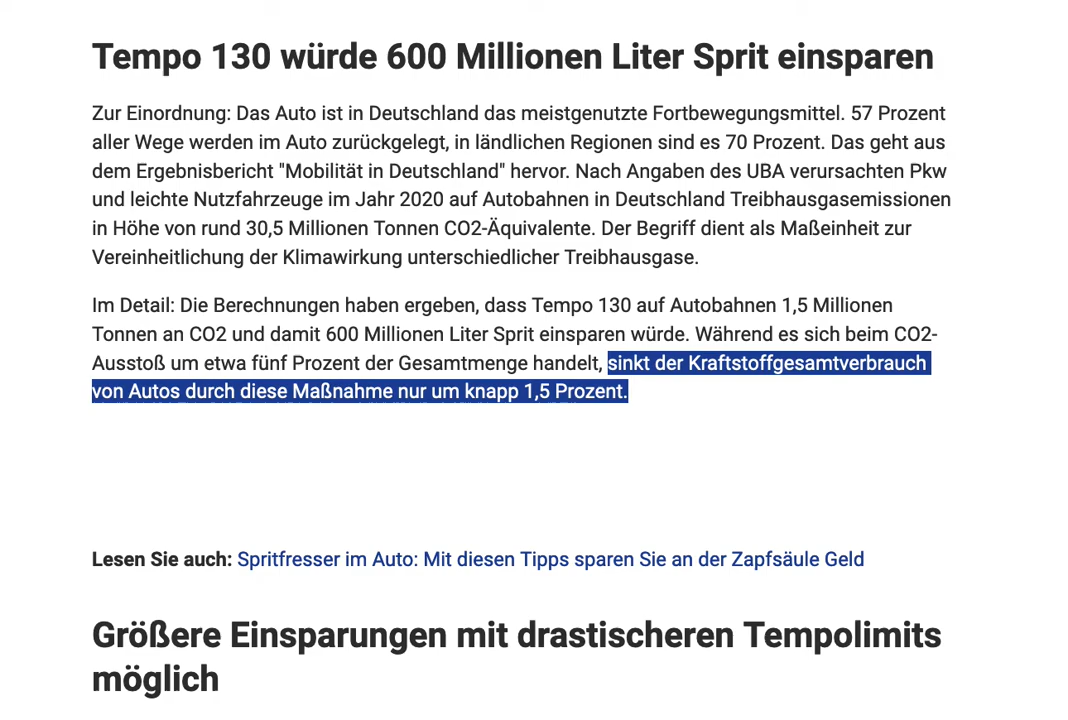 Tempo 130 würde 600 Millionen Liter Sprit einsparen
Zur Einordnung: Das Auto ist in Deutschland das meistgenutzte Fortbewegungsmittel. 57 Prozent
aller Wege werden im Auto zurückgelegt, in ländlichen Regionen sind es 70 Prozent. Das geht aus
dem Ergebnisbericht "Mobilität in Deutschland" hervor. Nach Angaben des UBA verursachten Pkw
und leichte Nutzfahrzeuge im Jahr 2020 auf Autobahnen in Deutschland Treibhausgasemissionen
in Höhe von rund 30,5 Millionen Tonnen CO2-Äquivalente. Der Begriff dient als Maßeinheit zur
Vereinheitlichung der Klimawirkung unterschiedlicher Treibhausgase.
Im Detail: Die Berechnungen haben ergeben, dass Tempo 130 auf Autobahnen 1,5 Millionen
Tonnen an CO2 und damit 600 Millionen Liter Sprit einsparen würde. Während es sich beim CO2-
Ausstoß um etwa fünf Prozent der Gesamtmenge handelt, sinkt der Kraftstoffgesamtverbrauch
von Autos durch diese Maßnahme nur um knapp 1,5 Prozent.
Lesen Sie auch: Spritfresser im Auto: Mit diesen Tipps sparen Sie an der Zapfsäule Geld
Größere Einsparungen mit drastischeren Tempolimits
möglich